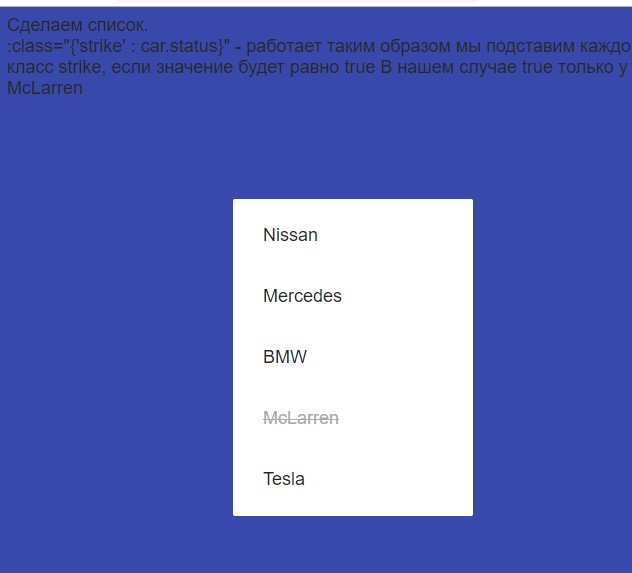 Сделаем список.
:class="{'strike' : car.status}" - работает таким образом мы подставим каждо
класс strike, если значение будет равно true В нашем случае true только у
McLarren
Nissan
Mercedes
BMW
McLarren
Tesla